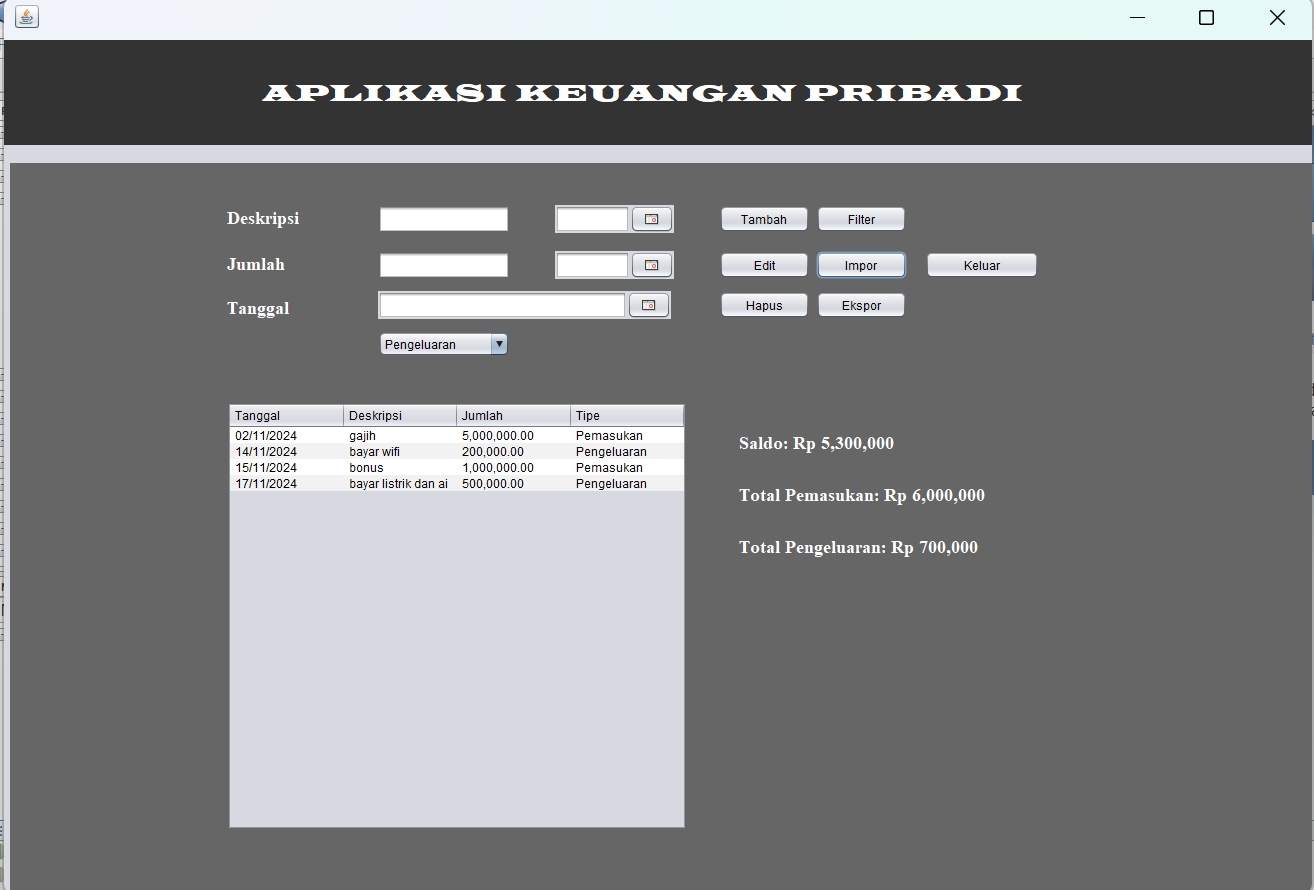 APLIKASI KEUANGAN PRIBADI
Deskripsi
Tambah
Filter
Jumlah
Edit
Impor
Keluar
Tanggal
Hapus
Ekspor
Pengeluaran
Tanggal Deskripsi Jumlah Tipe
02/11/2024 gajih 5,000,000.00 Pemasukan
14/11/2024 bayar wifi 200,000.00 Pengeluaran
15/11/2024 bonus 1,000,000.00 Pemasukan
17/11/2024 bayar listrik dan ai 500,000.00 Pengeluaran
Saldo: Rp 5,300,000
Total Pemasukan: Rp 6,000,000
Total Pengeluaran: Rp 700,000